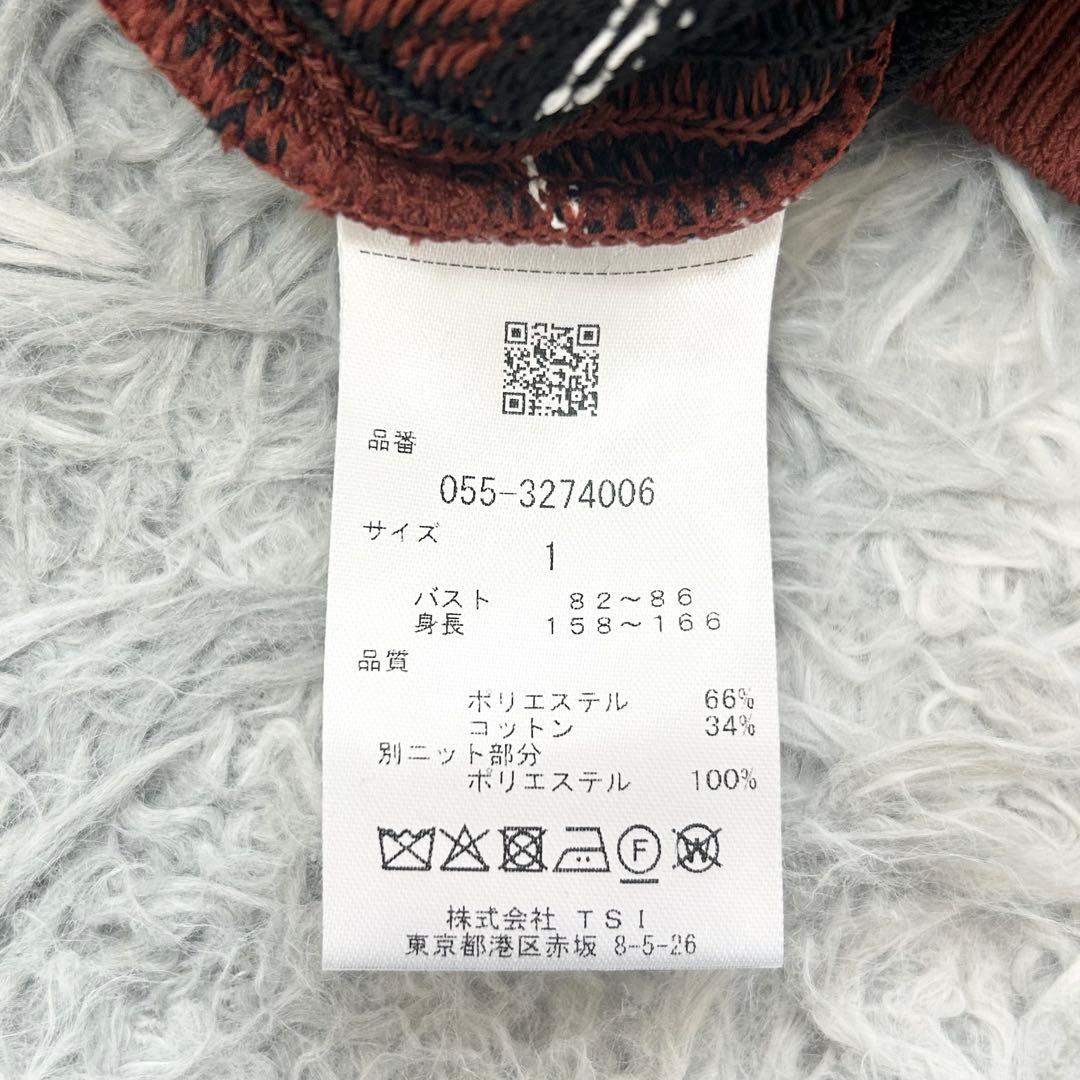 品番
055-3274006
サイズ
1
バスト 82～86
身長 158～166
品質
ポリエステル 66%
コットン 34%
別ニット部分
ポリエステル 100%
F W
株式会社 TSI
東京都港区赤坂 8-5-26